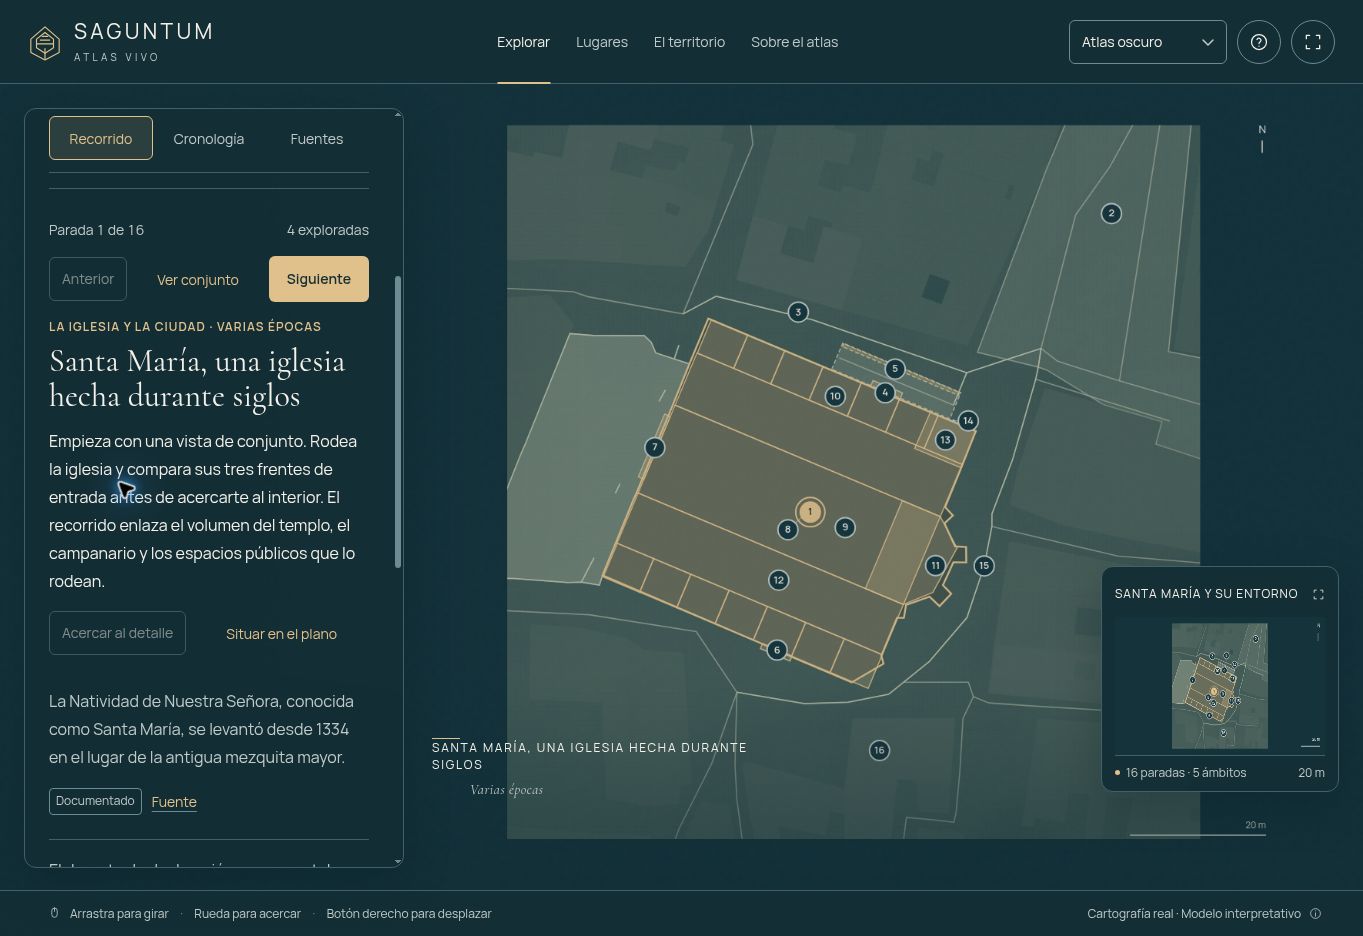 SAGUNTUM
ATLAS VIVO
Explorar
Lugares
El territorio
Sobre el atlas
Atlas oscuro
Recorrido
Cronología
Fuentes
Parada 1 de 16
4 exploradas
Anterior
Ver conjunto
Siguiente
LA IGLESIA Y LA CIUDAD · VARIAS ÉPOCAS
Santa María, una iglesia
hecha durante siglos
Empieza con una vista de conjunto. Rodea
la iglesia y compara sus tres frentes de
entrada antes de acercarte al interior. El
recorrido enlaza el volumen del templo, el
campanario y los espacios públicos que lo
rodean.
Acercar al detalle
Situar en el plano
La Natividad de Nuestra Señora, conocida
como Santa María, se levantó desde 1334
en el lugar de la antigua mezquita mayor.
Documentado
Fuente
N
2
3
5
4
10
14
13
7
1
8
9
11
15
12
6
16
SANTA MARÍA, UNA IGLESIA HECHA DURANTE
SIGLOS
Varias épocas
SANTA MARÍA Y SU ENTORNO
16 paradas · 5 ámbitos
20 m
20 m
Arrastra para girar · Rueda para acercar · Botón derecho para desplazar
Cartografía real · Modelo interpretativo